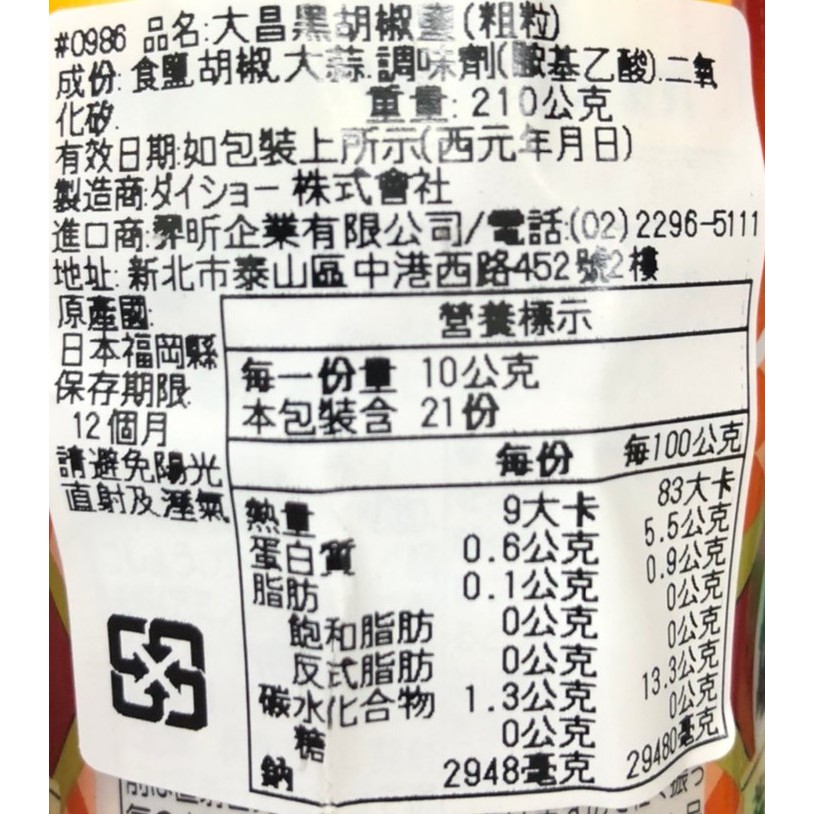 #0986 品名:大昌黑胡椒鹽(粗粒)
成份:食鹽.胡椒.大蒜.調味劑(胺基乙酸).二氧
化矽. 重量:210公克
有效日期:如包裝上所示(西元年月日)
製造商:ダイショー 株式會社
進口商:羿昕企業有限公司/電話:(02)2296-5111
地址:新北市泰山區中港西路452號2樓
原產國:
日本福岡縣
保存期限:
12個月
請避免陽光
直射及溼氣
營養標示
每一份量 10公克
本包裝含 21份
每份 每100公克
熱量 9大卡 83大卡
蛋白質 0.6公克 5.5公克
脂肪 0.1公克 0.9公克
飽和脂肪 0公克 0公克
反式脂肪 0公克 0公克
碳水化合物 1.3公克 13.3公克
糖 0公克 0公克
鈉 2948毫克 29480毫克